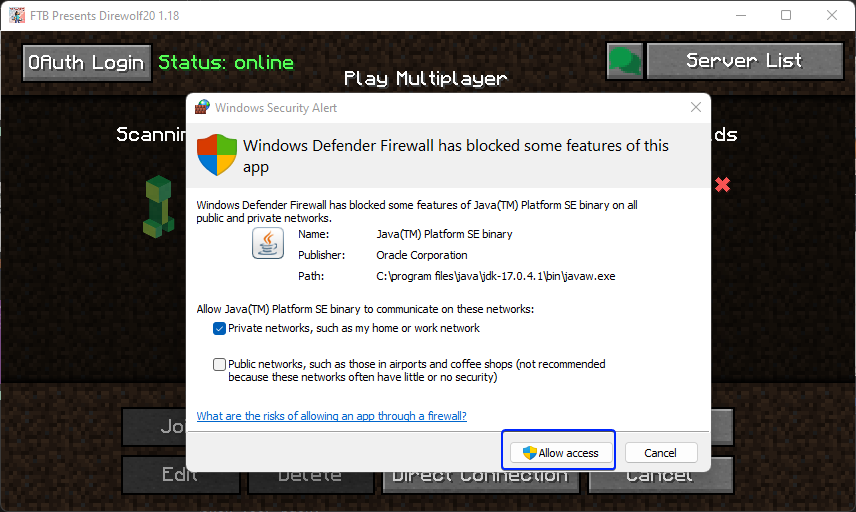 FTB Presents Direwolf20 1.18
OAuth Login Status: online
Server List
Play Multiplayer
Windows Security Alert
Windows Defender Firewall has blocked some features of this
app
Windows Defender Firewall has blocked some features of Java(TM) Platform SE binary on all
public and private networks.
Name: Java(TM) Platform SE binary
Publisher: Oracle Corporation
Path: C:\program files\java\jdk-17.0.4.1\bin\javaw.exe
Allow Java(TM) Platform SE binary to communicate on these networks:
Private networks, such as my home or work network
Public networks, such as those in airports and coffee shops (not recommended
because these networks often have little or no security)
What are the risks of allowing an app through a firewall?
Allow access
Cancel
Edit
Delete
Direct Connection
Cancel